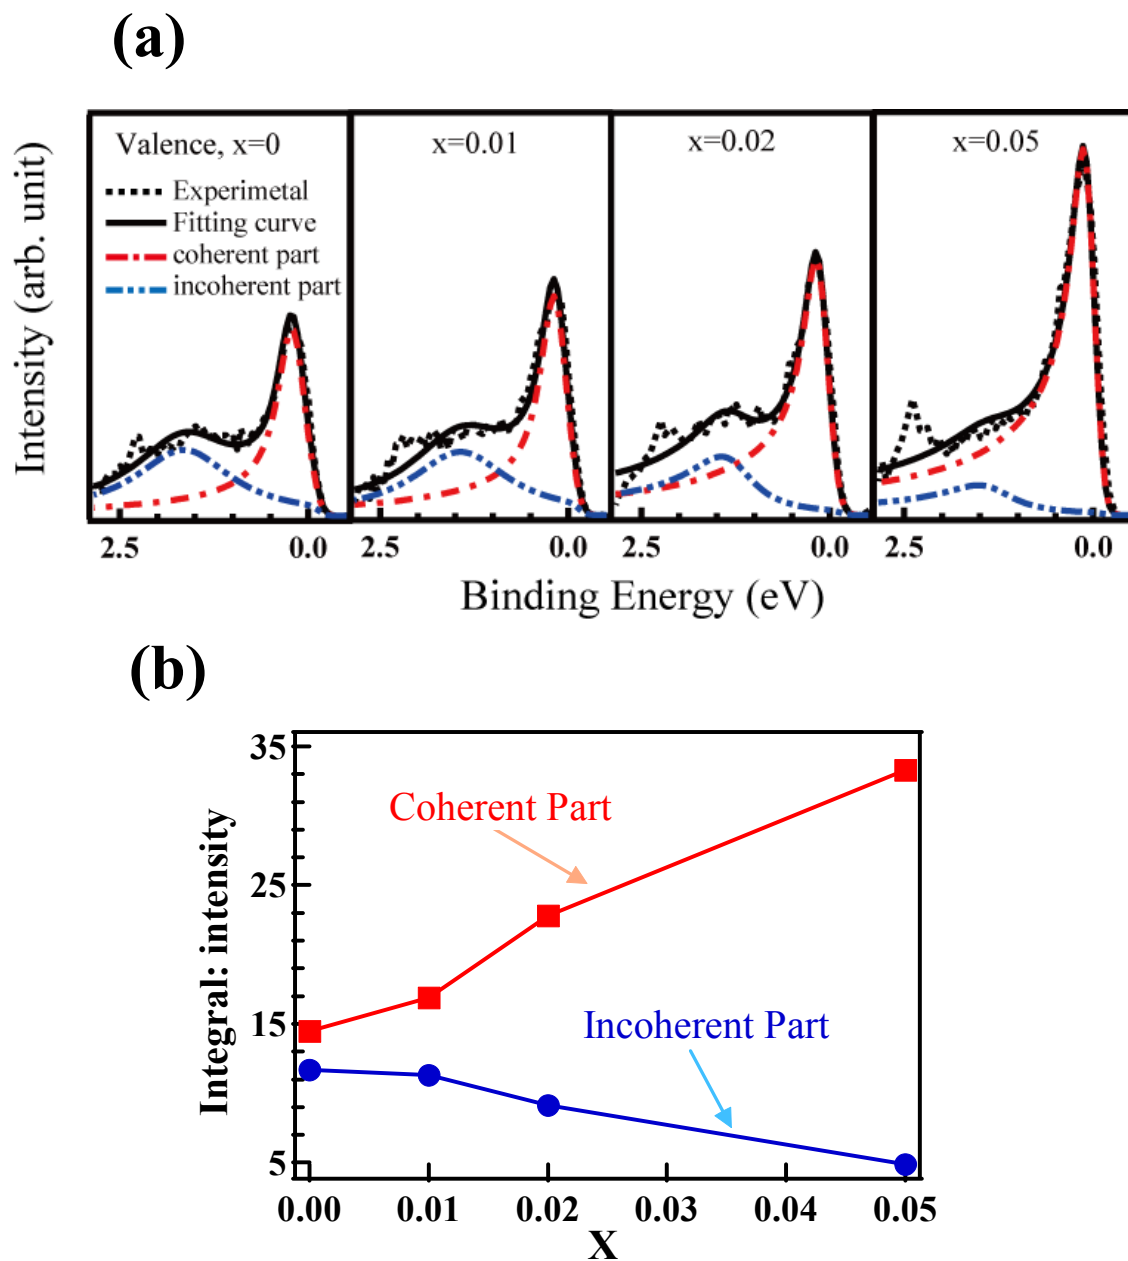 (a)
Intensity (arb. unit)
Valence, x=0
Experimetal
Fitting curve
coherent part
incoherent part
x=0.01
x=0.02
x=0.05
2.5
0.0
2.5
0.0
2.5
0.0
2.5
0.0
Binding Energy (eV)
(b)
Integral: intensity
35
25
15
5
Coherent Part
Incoherent Part
0.00
0.01
0.02
0.03
0.04
0.05
X